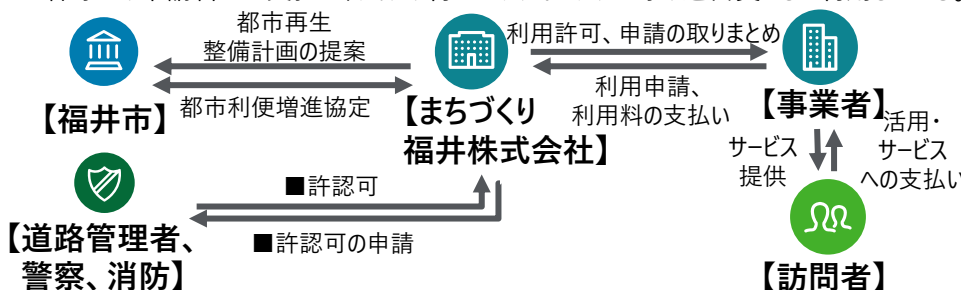 都市再生
整備計画の提案
利用許可、申請の取りまとめ
【福井市】
都市利便増進協定
【まちづくり
福井株式会社】
利用申請、
利用料の支払い
【事業者】
サービス
提供
活用・
サービス
への支払い
■許認可
■許認可の申請
【道路管理者、
警察、消防】
【訪問者】